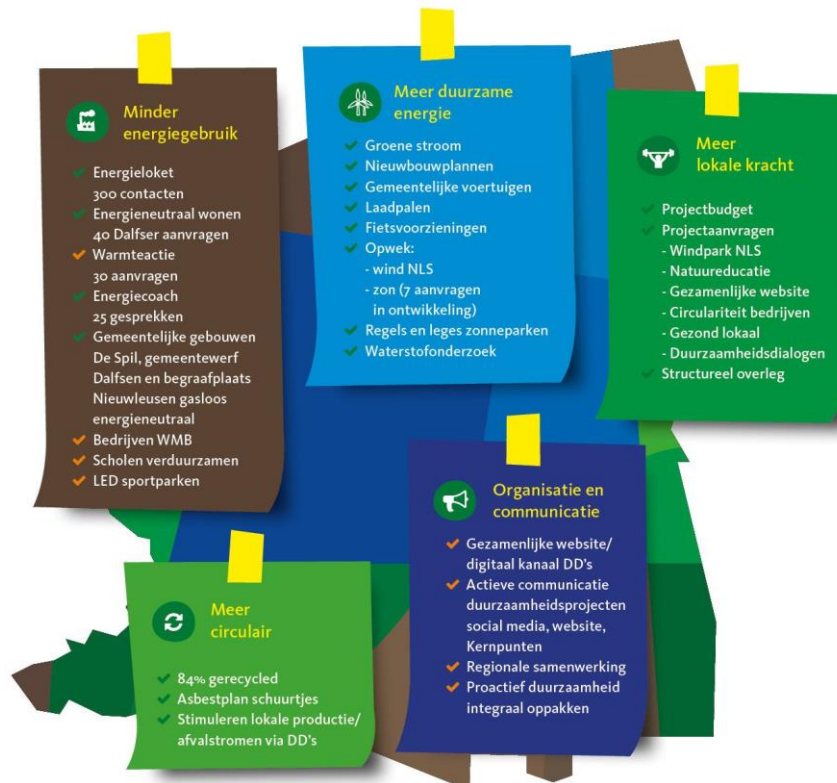 Minder
energiegebruik
Energieloket
300 contacten
Energieneutraal wonen
40 Dalfser aanvragen
Warmteactie
30 aanvragen
Energiecoach
25 gesprekken
Gemeentelijke gebouwen
De Spil, gemeentewerf
Dalfsen en begraafplaats
Nieuwleusen gasloos
energieneutraal
Bedrijven WMB
Scholen verduurzamen
LED sportparken
Meer duurzame
energie
Groene stroom
Nieuwbouwplannen
Gemeentelijke voertuigen
Laadpalen
Fietsvoorzieningen
Opwek:
- wind NLS
- zon (7 aanvragen
in ontwikkeling)
Regels en leges zonneparken
Waterstofonderzoek
Meer
lokale kracht
Projectbudget
Projectaanvragen
- Windpark NLS
- Natuureducatie
- Gezamenlijke website
- Circulariteit bedrijven
- Gezond lokaal
- Duurzaamheidsdialogen
Structureel overleg
Meer
circulair
84% gerecycled
Asbestplan schuurtjes
Stimuleren lokale productie/
afvalstromen via DD's
Organisatie en
communicatie
Gezamenlijke website/
digitaal kanaal DD's
Actieve communicatie
duurzaamheidsprojecten
social media, website,
Kernpunten
Regionale samenwerking
Proactief duurzaamheid
integraal oppakken